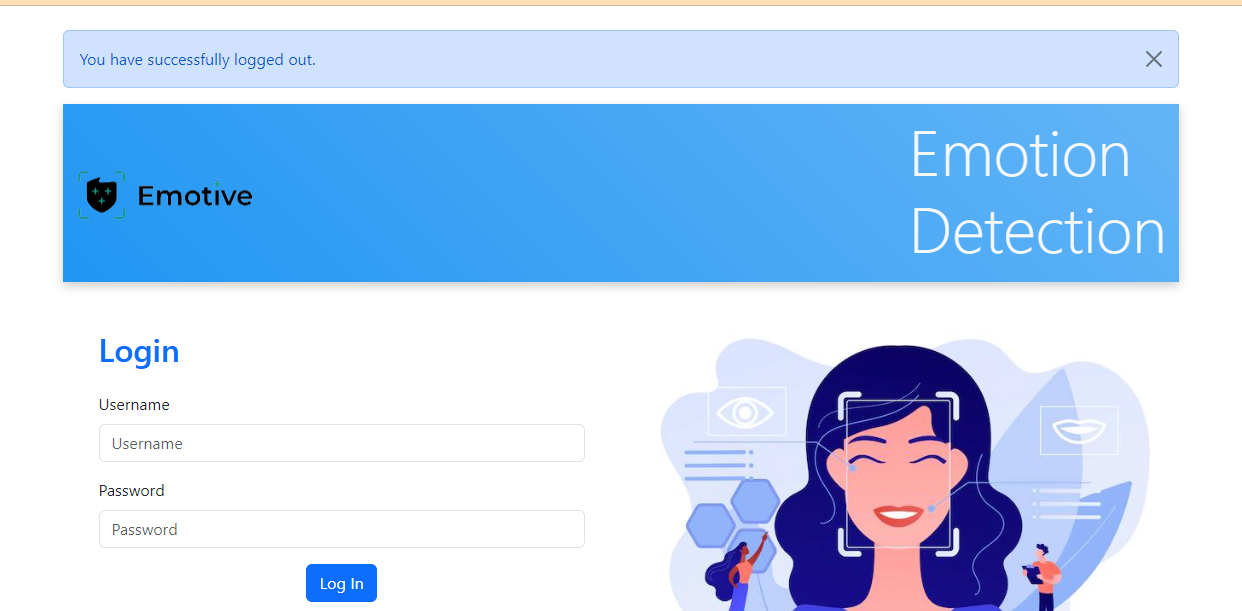 You have successfully logged out.
Emotive
Emotion
Detection
Login
Username
Username
Password
Password
Log In